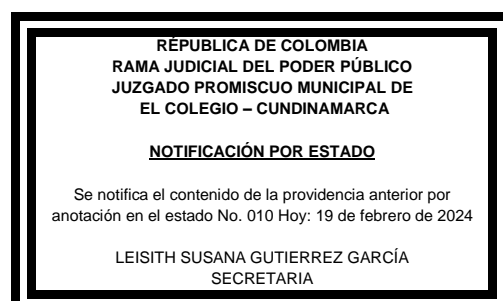 RÉPUBLICA DE COLOMBIA
RAMA JUDICIAL DEL PODER PÚBLICO
JUZGADO PROMISCUO MUNICIPAL DE
EL COLEGIO – CUNDINAMARCA
NOTIFICACIÓN POR ESTADO
Se notifica el contenido de la providencia anterior por
anotación en el estado No. 010 Hoy: 19 de febrero de 2024
LEISITH SUSANA GUTIERREZ GARCÍA
SECRETARIA